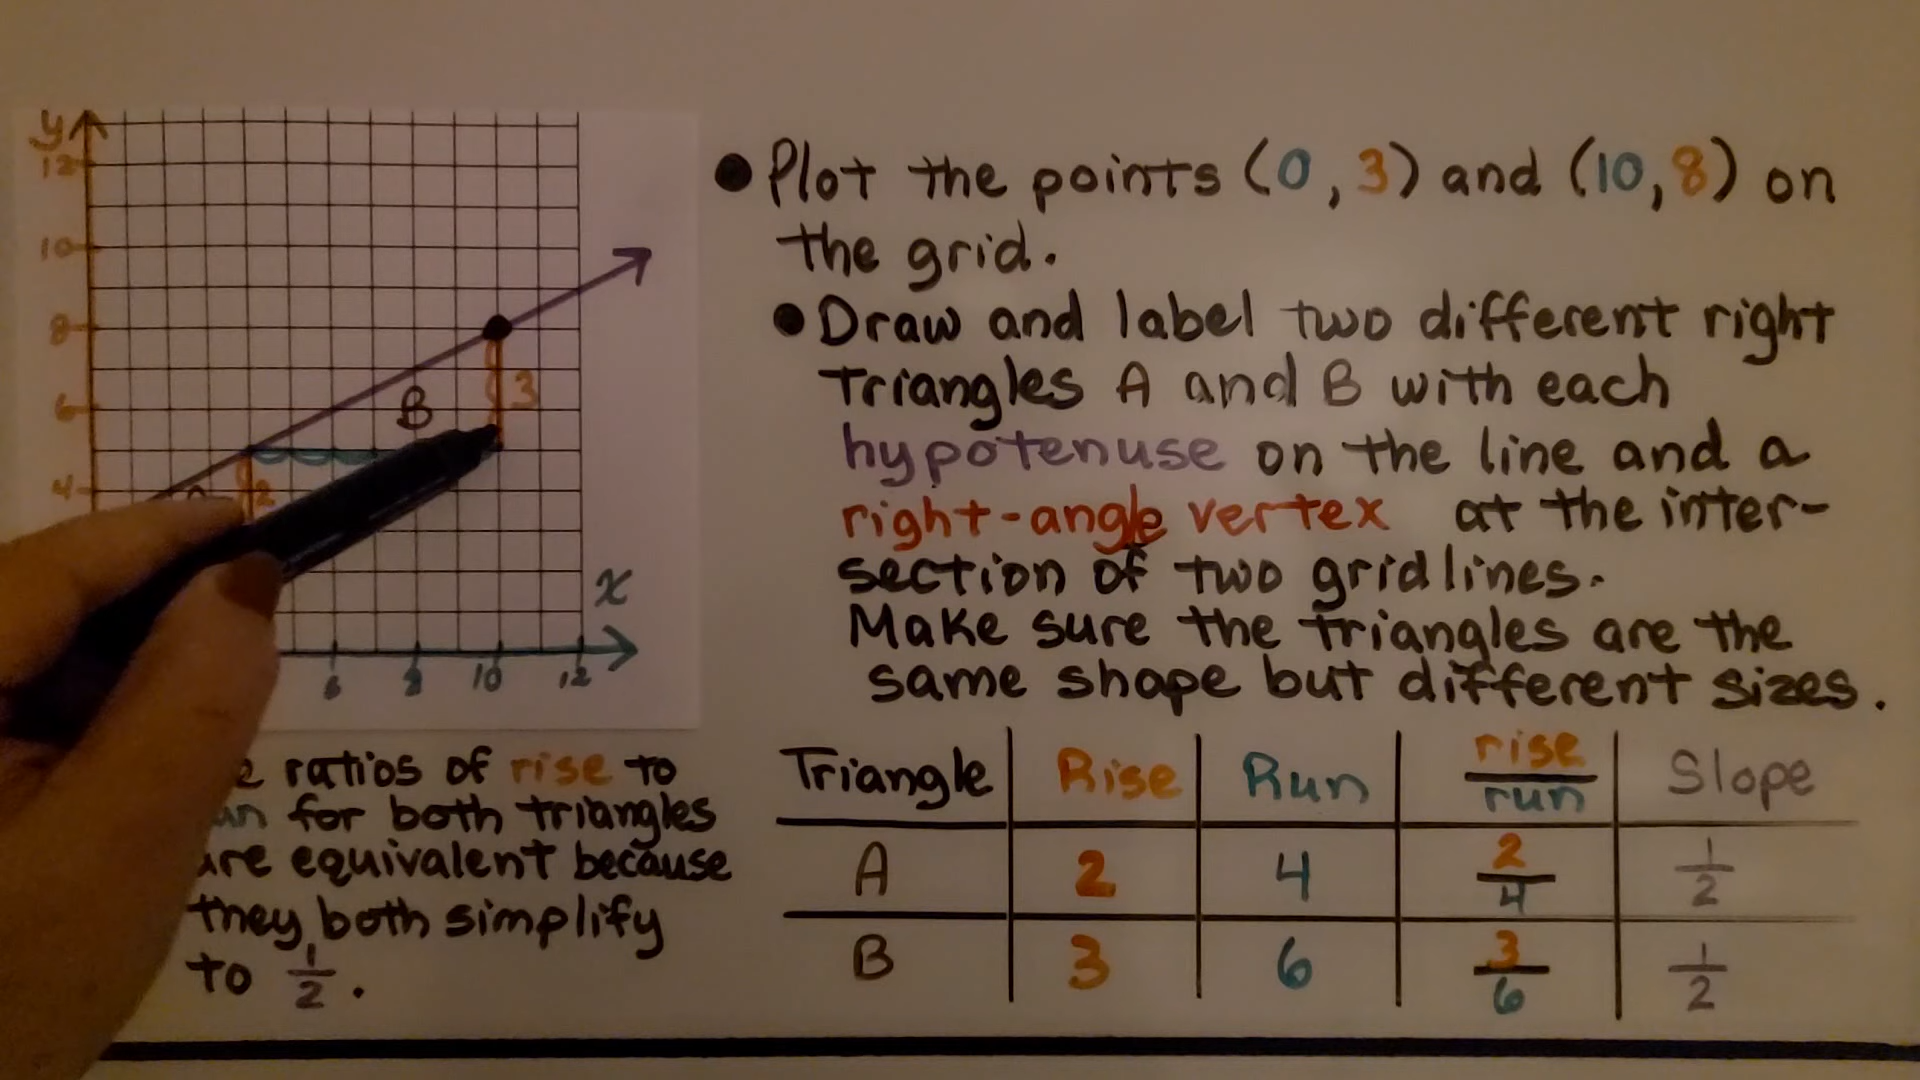 y
12
10
8
6
4
B
3
2
x
6
8
10
12
• Plot the points (0, 3) and (10, 8) on
the grid.
• Draw and label two different right
triangles A and B with each
hypotenuse on the line and a
right-angle vertex at the inter-
section of two gridlines.
Make sure the triangles are the
same shape but different sizes.
ratios of rise to
for both triangles
are equivalent because
they both simplify
to 1/2.
Triangle Rise Run rise/run Slope
A 2 4 2/4 1/2
B 3 6 3/6 1/2